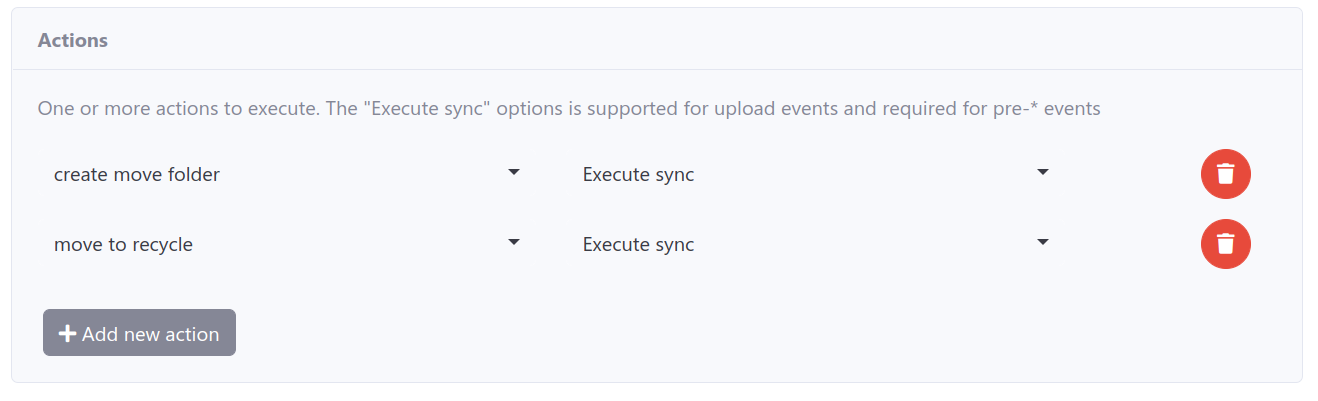 Actions
One or more actions to execute. The "Execute sync" options is supported for upload events and required for pre-* events
create move folder Execute sync
move to recycle Execute sync
Add new action